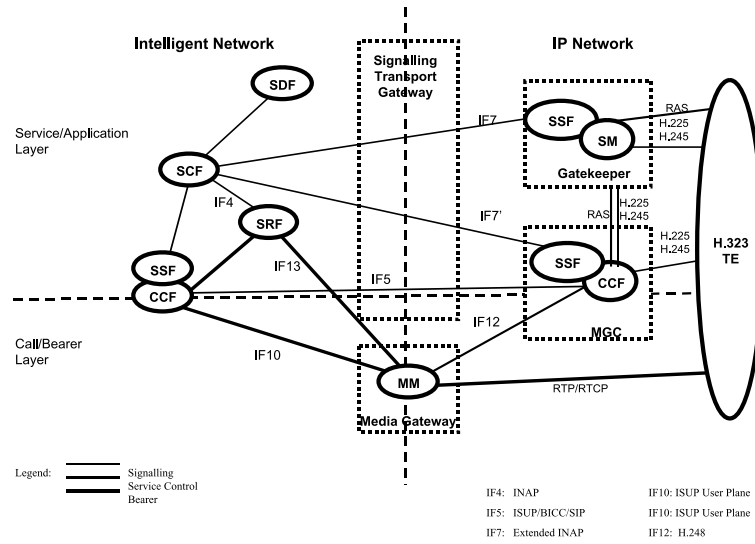 Intelligent Network
IP Network
Signalling
Transport
Gateway
SDF
Service/Application
Layer
SCF
IF7
SSF
SM
Gatekeeper
RAS
H.225
H.245
IF4
SRF
IF7'
RAS
H.225
H.245
H.225
H.245
H.323
TE
SSF
CCF
IF13
IF5
SSF
CCF
MGC
Call/Bearer
Layer
IF10
IF12
MM
Media Gateway
RTP/RTCP
Legend:
Signalling
Service Control
Bearer
IF4: INAP
IF10: ISUP User Plane
IF5: ISUP/BICC/SIP
IF10: ISUP User Plane
IF7: Extended INAP
IF12: H.248